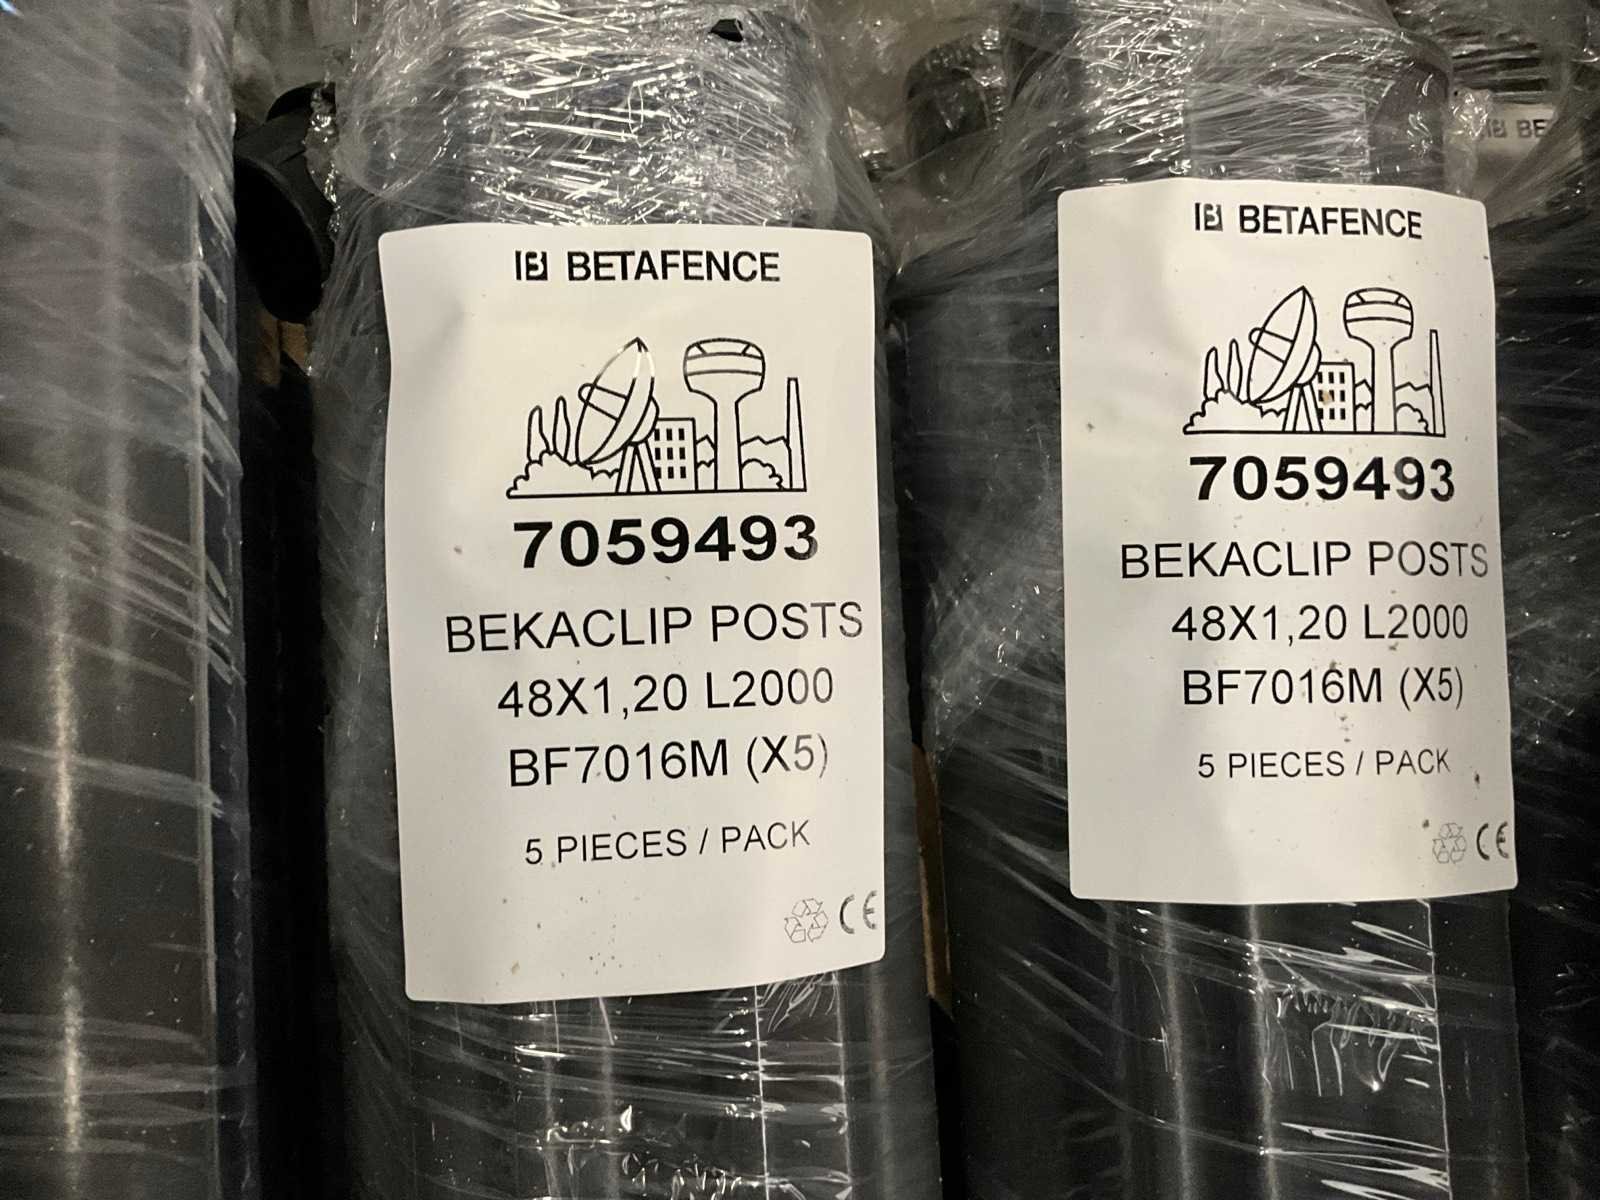 BETAFENCE
7059493
BEKACLIP POSTS
48X1,20 L2000
BF7016M (X5)
5 PIECES / PACK
CE
BETAFENCE
7059493
BEKACLIP POSTS
48X1,20 L2000
BF7016M (X5)
5 PIECES / PACK
CE
BE